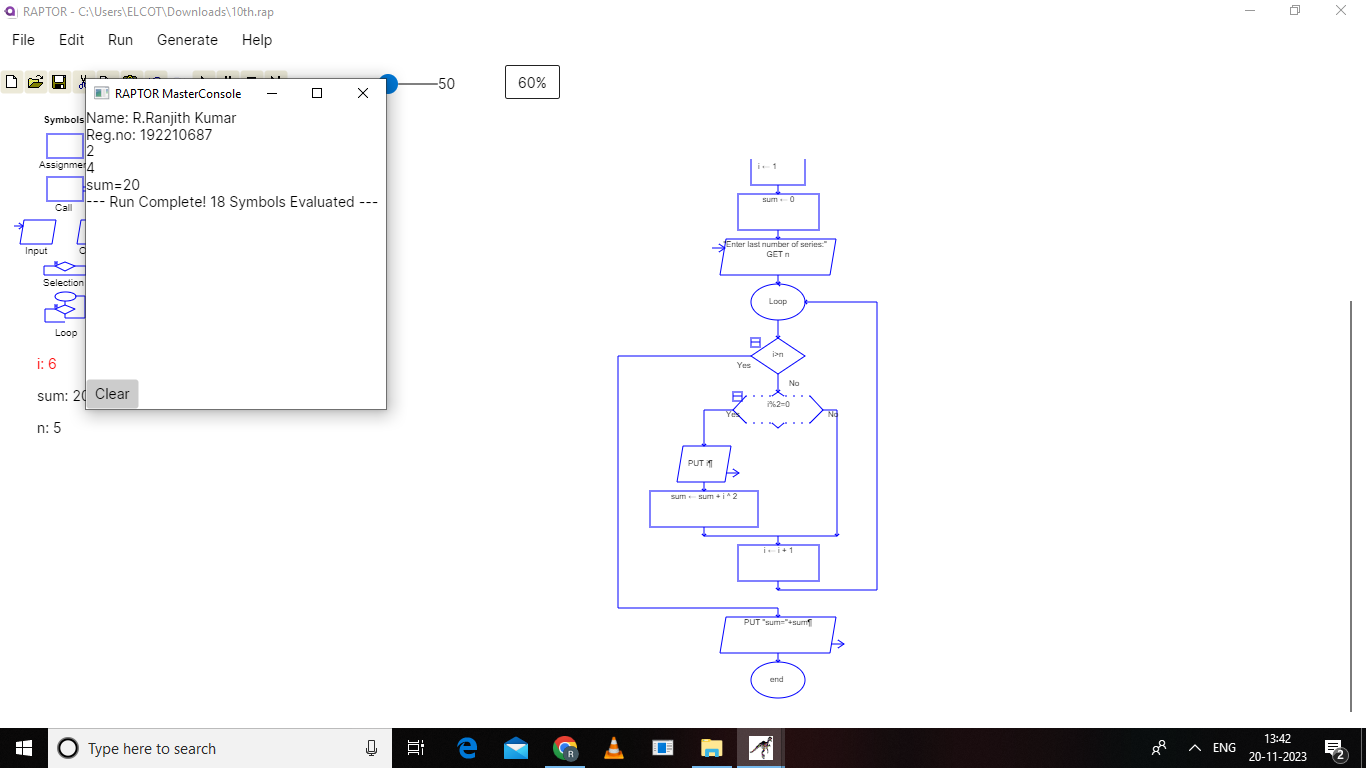 RAPTOR - C:\Users\ELCOT\Downloads\10th.rap
File Edit Run Generate Help
50
60%
RAPTOR MasterConsole
Name: R.Ranjith Kumar
Reg.no: 192210687
2
4
sum=20
--- Run Complete! 18 Symbols Evaluated ---
Clear
Symbols
Assignmen
Call
Input
Selection
Loop
i: 6
sum: 20
n: 5
i ← 1
sum ← 0
"Enter last number of series:"
GET n
Loop
i>n
Yes
No
i%2=0
Yes
No
PUT i¶
sum ← sum + i ^ 2
i ← i + 1
PUT "sum="+sum¶
end
Type here to search
ENG
13:42
20-11-2023
2